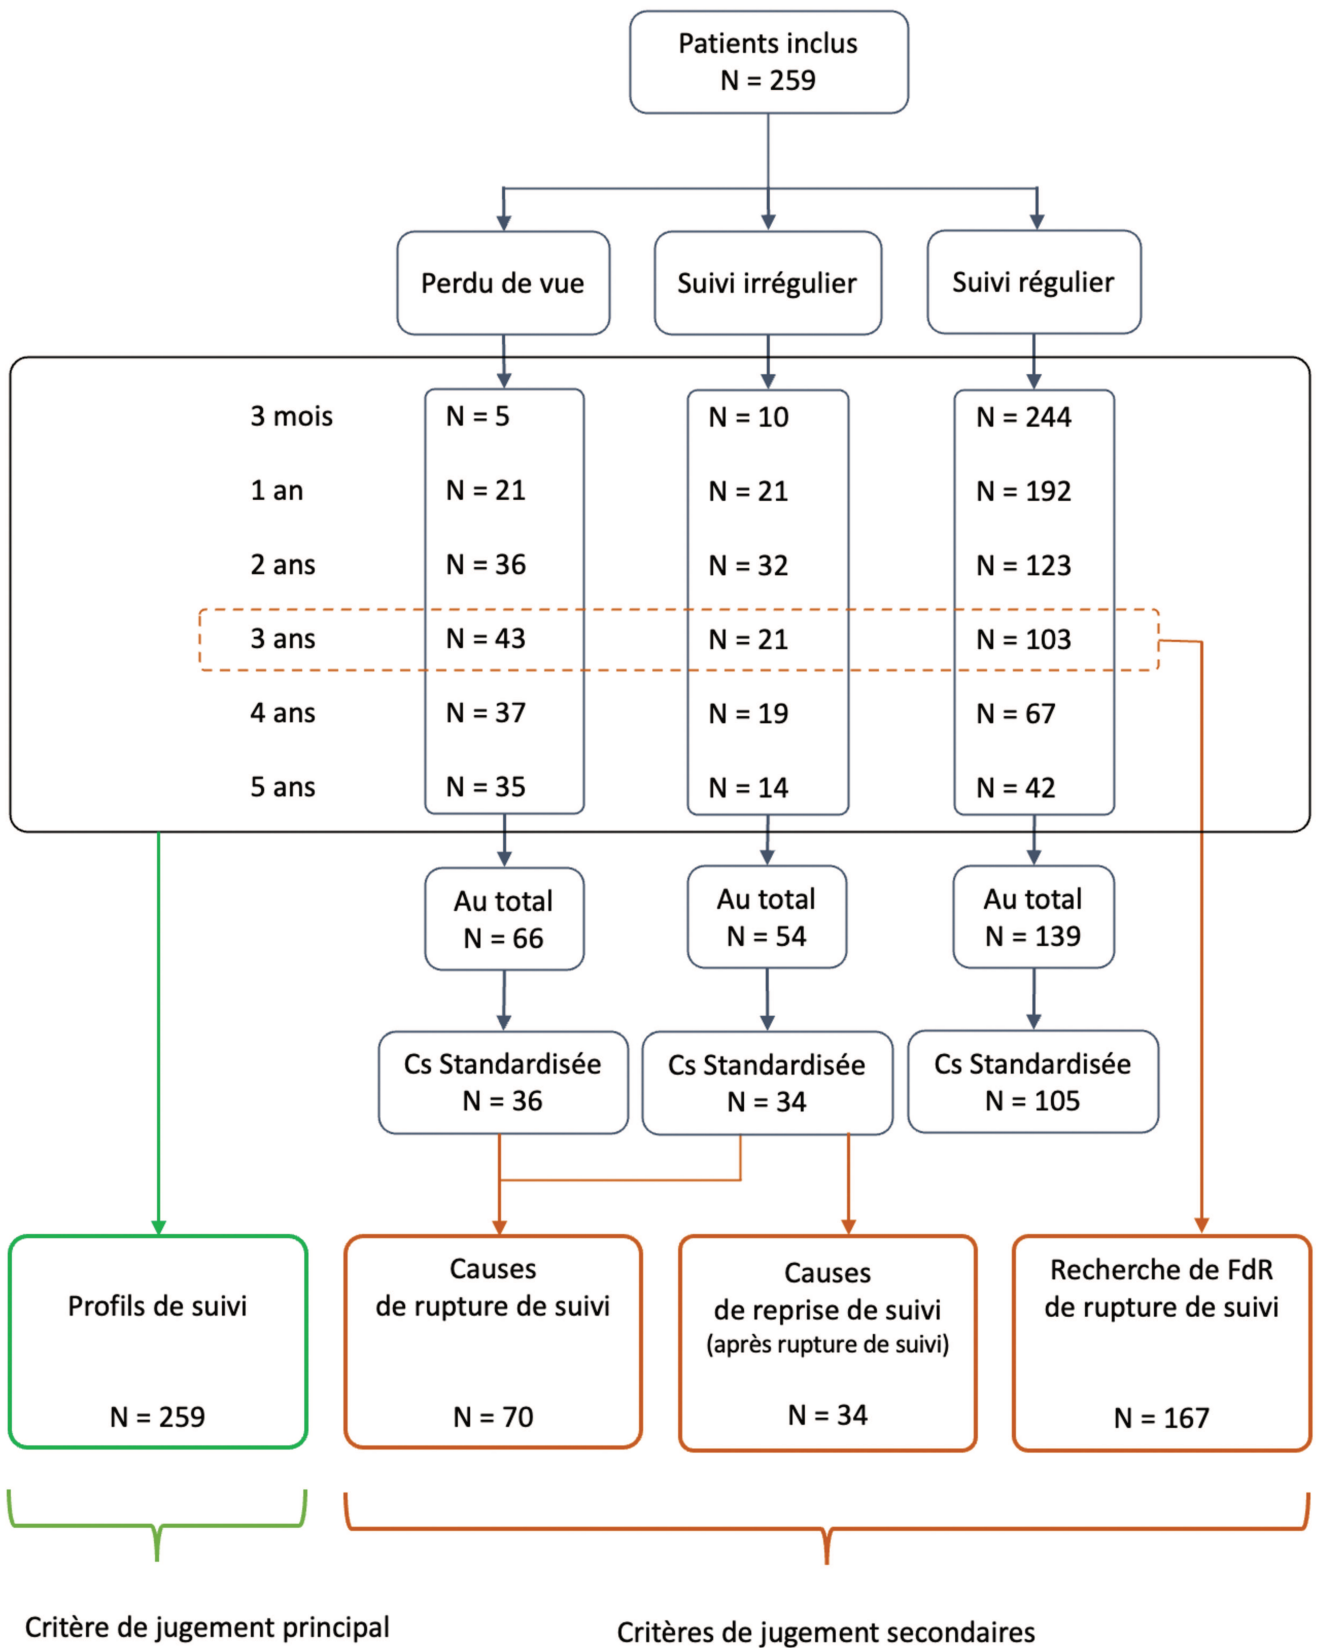 Patients inclus
N = 259
Perdu de vue
Suivi irrégulier
Suivi régulier
3 mois N = 5 N = 10 N = 244
1 an N = 21 N = 21 N = 192
2 ans N = 36 N = 32 N = 123
3 ans N = 43 N = 21 N = 103
4 ans N = 37 N = 19 N = 67
5 ans N = 35 N = 14 N = 42
Au total
N = 66
Au total
N = 54
Au total
N = 139
Cs Standardisée
N = 36
Cs Standardisée
N = 34
Cs Standardisée
N = 105
Profils de suivi
N = 259
Causes
de rupture de suivi
N = 70
Causes
de reprise de suivi
(après rupture de suivi)
N = 34
Recherche de FdR
de rupture de suivi
N = 167
Critère de jugement principal
Critères de jugement secondaires